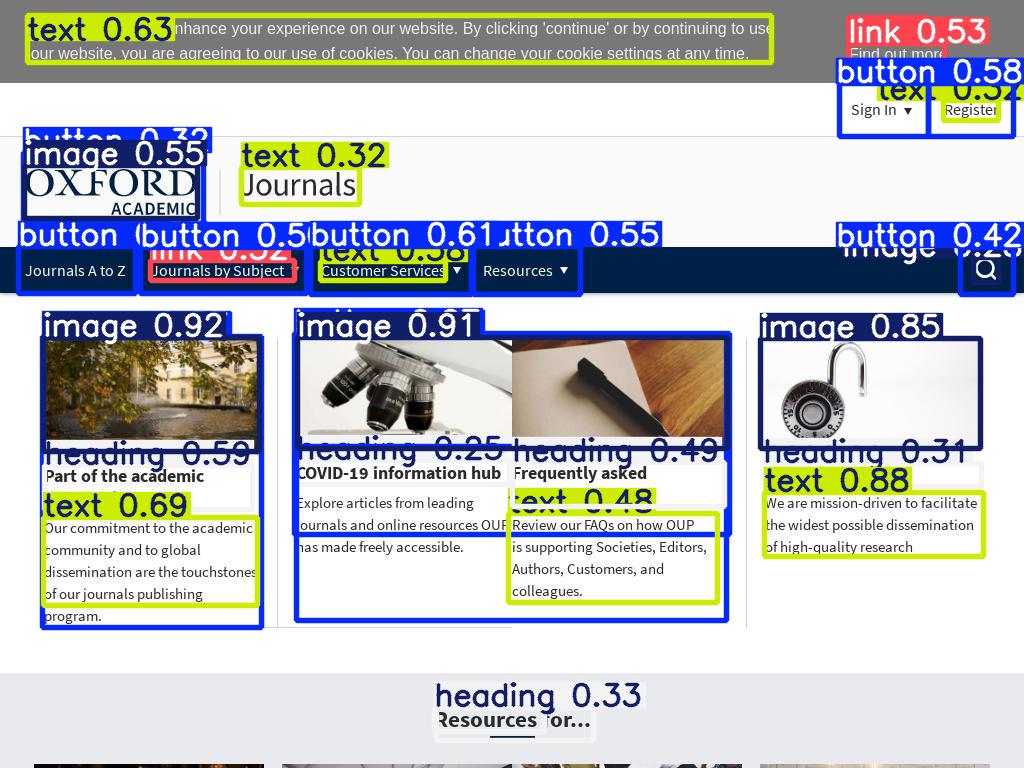 text 0.63
nhance your experience on our website. By clicking 'continue' or by continuing to use
our website, you are agreeing to our use of cookies. You can change your cookie settings at any time.
link 0.53
Find out more
button 0.58
text 0.32
Sign In
Register
button 0.32
image 0.55
OXFORD
ACADEMIC
text 0.32
Journals
button
button 0.5
button 0.61
button 0.55
button 0.42
Journals A to Z
Journals by Subject
Customer Services
Resources
image 0.92
image 0.91
image 0.85
heading 0.59
Part of the academic
text 0.69
Our commitment to the academic
community and to global
dissemination are the touchstones
of our journals publishing
program.
heading 0.25
COVID-19 information hub
Explore articles from leading
journals and online resources OUP
has made freely accessible.
heading 0.49
Frequently asked
text 0.48
Review our FAQs on how OUP
is supporting Societies, Editors,
Authors, Customers, and
colleagues.
heading 0.31
text 0.88
We are mission-driven to facilitate
the widest possible dissemination
of high-quality research
heading 0.33
Resources for...